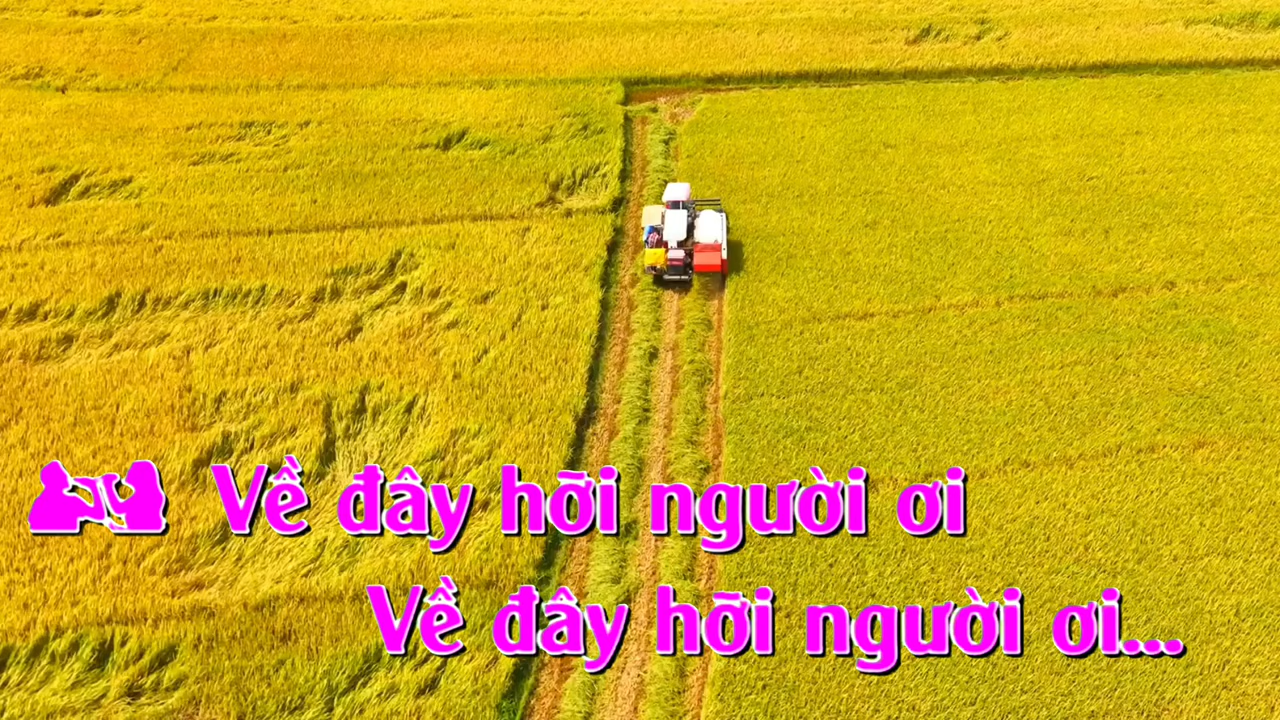 Về đây hỡi người ơi
Về đây hỡi người ơi...